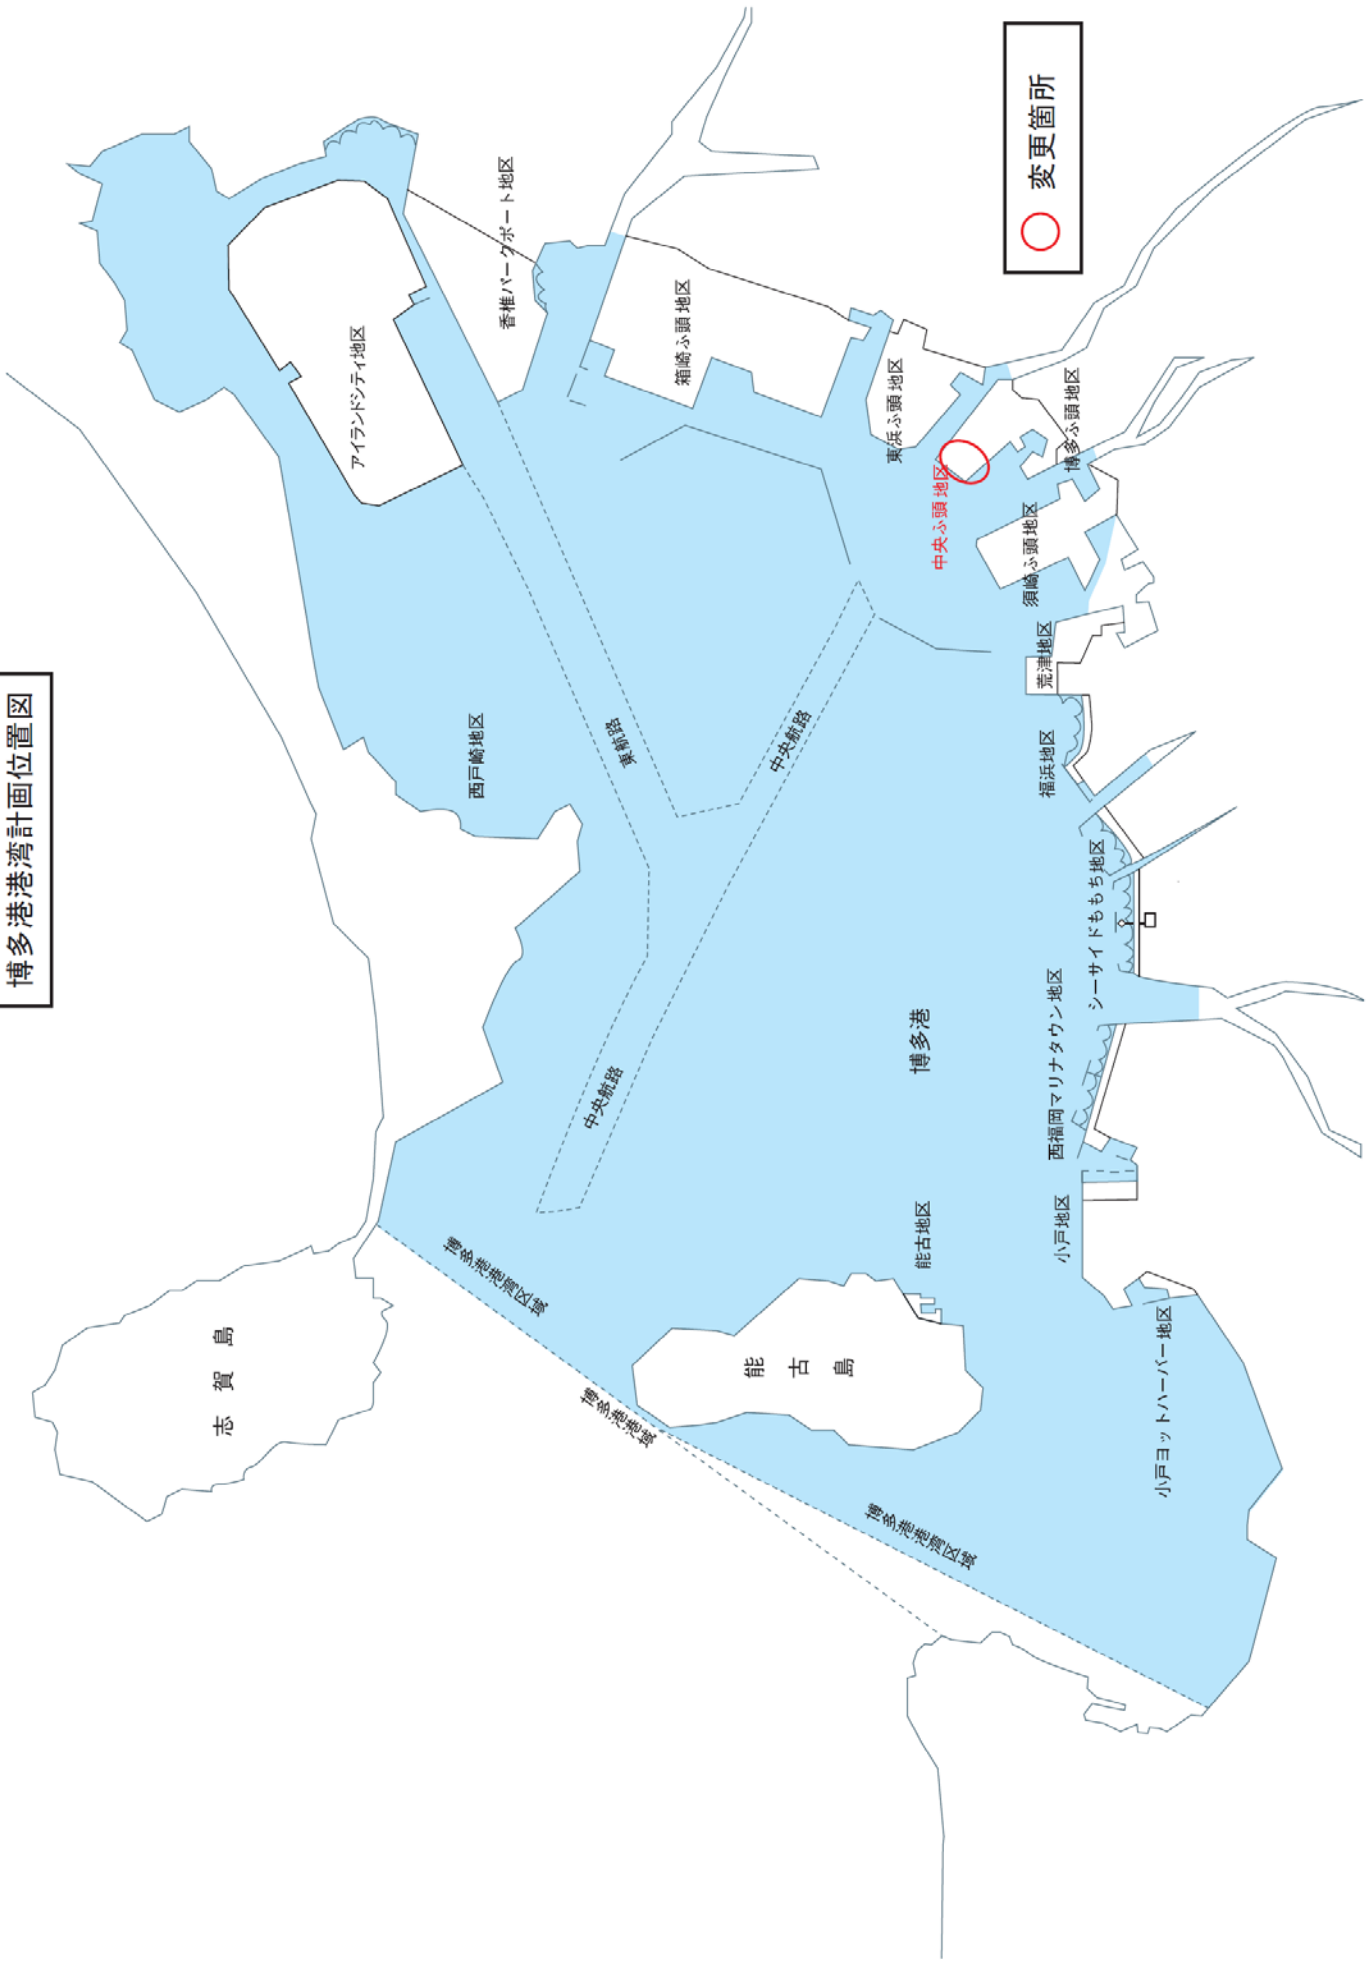 博多港港湾計画位置図
変更箇所
志賀島
アイランドシティ地区
西戸崎地区
香椎パークポート地区
東航路
箱崎ふ頭地区
中央航路
中央航路
博多港港湾区域
博多港港域
能古島
東浜ふ頭地区
中央ふ頭地区
博多港
能古地区
博多港港湾区域
博多ふ頭地区
須崎ふ頭地区
荒津地区
福浜地区
シーサイドももち地区
西福岡マリナタウン地区
小戸地区
小戸ヨットハーバー地区